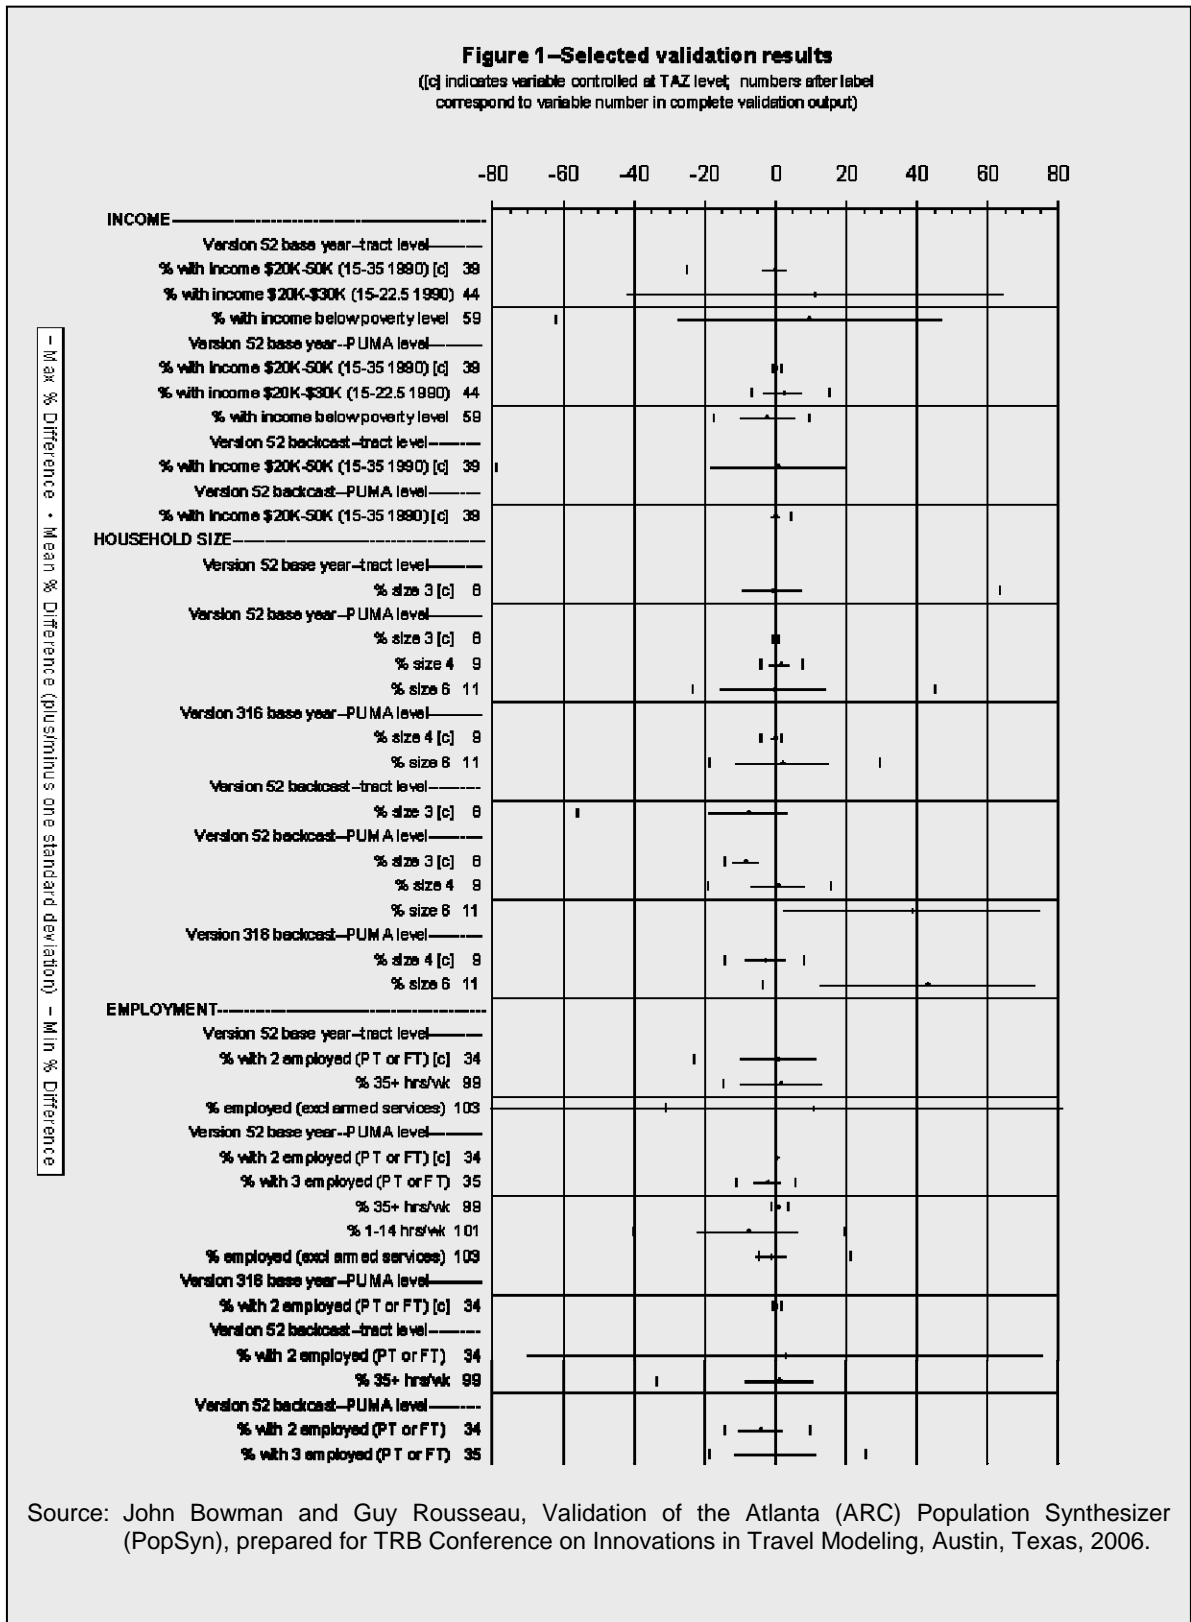 Figure 1–Selected validation results
([c] indicates variable controlled at TAZ level; numbers after label
correspond to variable number in complete validation output)
-80 -60 -40 -20 0 20 40 60 80
INCOME
Version 52 base year–tract level
% with income $20K-50K (15-35 1990) [c] 39
% with income $20K-$30K (15-22.5 1990) 44
% with income below poverty level 59
Version 52 base year--PUMA level
% with income $20K-50K (15-35 1990) [c] 39
% with income $20K-$30K (15-22.5 1990) 44
% with income below poverty level 59
Version 52 backcast–tract level
% with income $20K-50K (15-35 1990) [c] 39
Version 52 backcast–PUMA level
% with income $20K-50K (15-35 1990) [c] 39
HOUSEHOLD SIZE
Version 52 base year–tract level
% size 3 [c] 8
Version 52 base year–PUMA level
% size 3 [c] 8
% size 4 9
% size 6 11
Version 316 base year–PUMA level
% size 4 [c] 9
% size 6 11
Version 52 backcast–tract level
% size 3 [c] 8
Version 52 backcast–PUMA level
% size 3 [c] 8
% size 4 9
% size 6 11
Version 316 backcast–PUMA level
% size 4 [c] 9
% size 6 11
EMPLOYMENT
Version 52 base year–tract level
% with 2 employed (PT or FT) [c] 34
% 35+ hrs/wk 99
% employed (excl armed services) 103
Version 52 base year--PUMA level
% with 2 employed (PT or FT) [c] 34
% with 3 employed (PT or FT) 35
% 35+ hrs/wk 99
% 1-14 hrs/wk 101
% employed (excl armed services) 103
Version 316 base year–PUMA level
% with 2 employed (PT or FT) [c] 34
Version 52 backcast–tract level
% with 2 employed (PT or FT) 34
% 35+ hrs/wk 99
Version 52 backcast–PUMA level
% with 2 employed (PT or FT) 34
% with 3 employed (PT or FT) 35
– Max % Difference • Mean % Difference (plus/minus one standard deviation) – Min % Difference
Source: John Bowman and Guy Rousseau, Validation of the Atlanta (ARC) Population Synthesizer
(PopSyn), prepared for TRB Conference on Innovations in Travel Modeling, Austin, Texas, 2006.